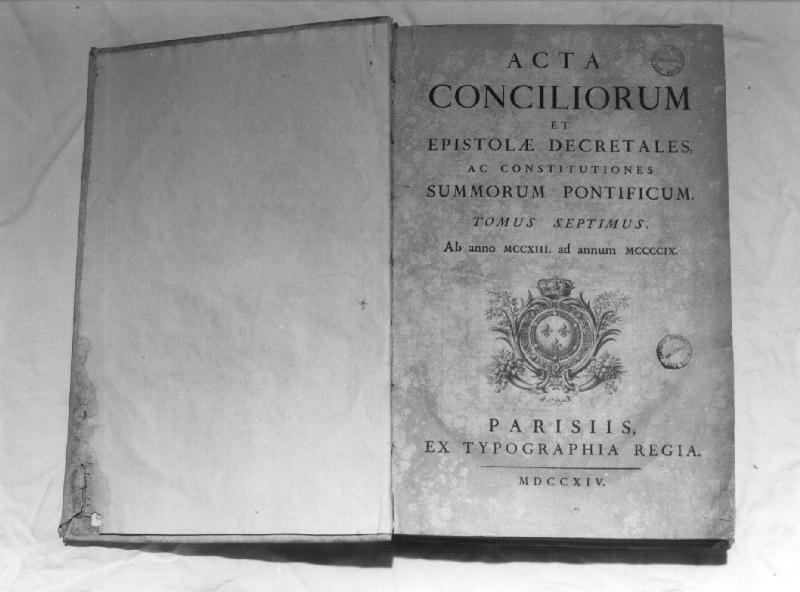 ACTA
CONCILIORUM
ET
EPISTOLÆ DECRETALES,
AC CONSTITUTIONES
SUMMORUM PONTIFICUM.
TOMUS SEPTIMUS.
Ab anno MCCXIII. ad annum MCCCCIX.
PARISIIS,
EX TYPOGRAPHIA REGIA.
MDCCXIV.